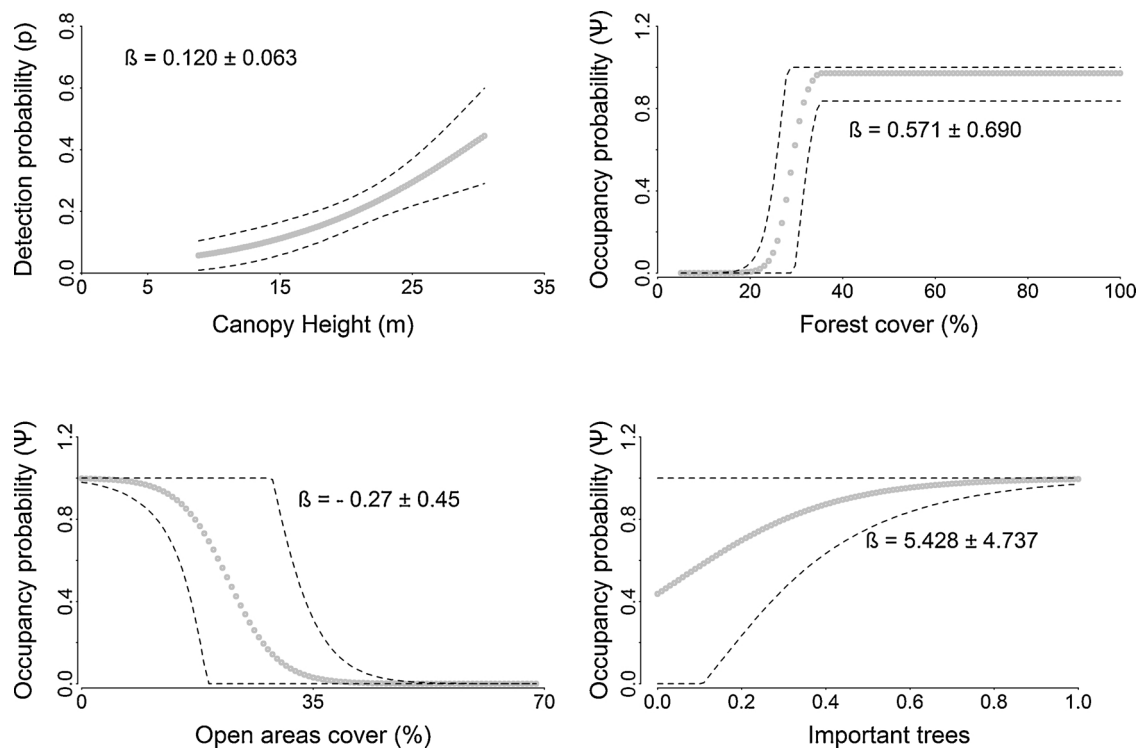 Detection probability (p)
0.0 0.2 0.4 0.6 0.8
ß = 0.120 ± 0.063
0 5 15 25 35
Canopy Height (m)
Occupancy probability (Ψ)
0.0 0.4 0.8 1.2
ß = 0.571 ± 0.690
0 20 40 60 80 100
Forest cover (%)
Occupancy probability (Ψ)
0.0 0.4 0.8 1.2
ß = - 0.27 ± 0.45
0 35 70
Open areas cover (%)
Occupancy probability (Ψ)
0.0 0.4 0.8 1.2
ß = 5.428 ± 4.737
0.0 0.2 0.4 0.6 0.8 1.0
Important trees